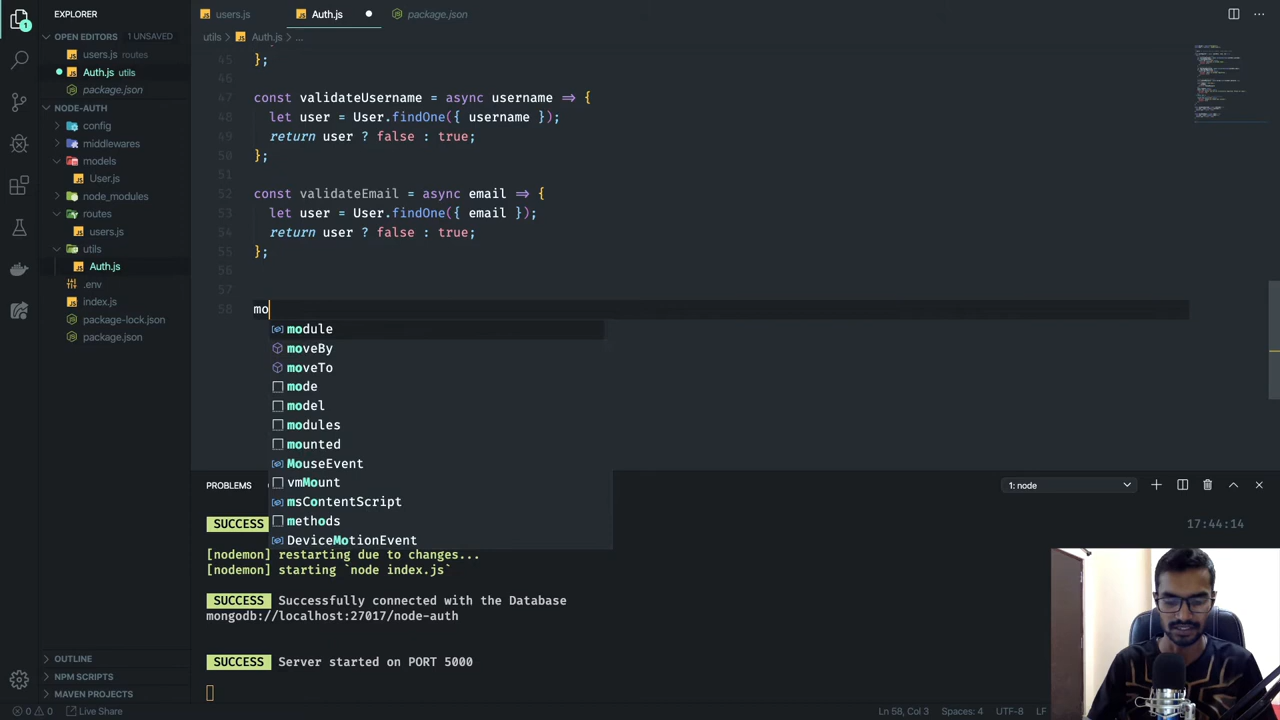 EXPLORER
users.js
Auth.js
package.json
OPEN EDITORS 1 UNSAVED
users.js routes
Auth.js utils
package.json
NODE-AUTH
config
middlewares
models
User.js
node_modules
routes
users.js
utils
Auth.js
.env
index.js
package-lock.json
package.json
OUTLINE
NPM SCRIPTS
MAVEN PROJECTS
utils > Auth.js > ...
45 };
46
47 const validateUsername = async username => {
48 let user = User.findOne({ username });
49 return user ? false : true;
50 };
51
52 const validateEmail = async email => {
53 let user = User.findOne({ email });
54 return user ? false : true;
55 };
56
57
58 mo
module
moveBy
moveTo
mode
model
modules
mounted
MouseEvent
vmMount
msContentScript
methods
DeviceMotionEvent
PROBLEMS
1: node
SUCCESS
17:44:14
[nodemon] restarting due to changes...
[nodemon] starting `node index.js`
SUCCESS Successfully connected with the Database
mongodb://localhost:27017/node-auth
SUCCESS Server started on PORT 5000
0 0 Live Share
Ln 58, Col 3 Spaces: 4 UTF-8 LF